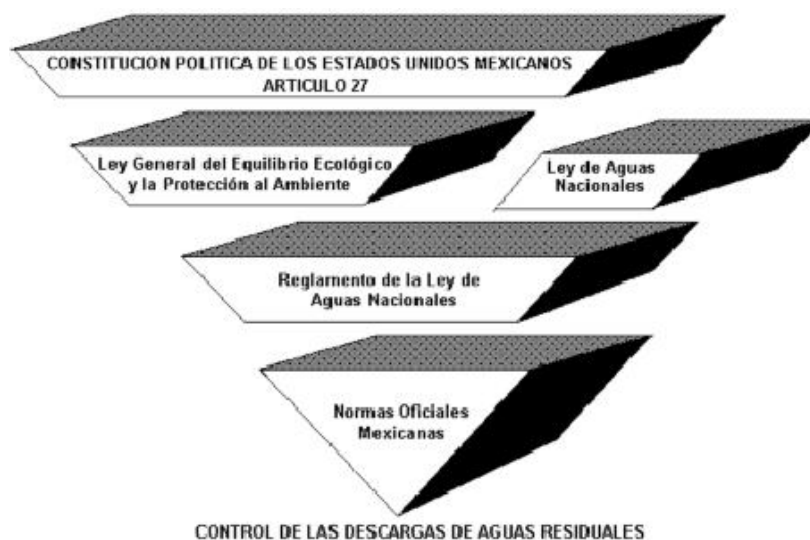 CONSTITUCION POLITICA DE LOS ESTADOS UNIDOS MEXICANOS
ARTICULO 27
Ley General del Equilibrio Ecológico
y la Protección al Ambiente
Ley de Aguas
Nacionales
Reglamento de la Ley de
Aguas Nacionales
Normas Oficiales
Mexicanas
CONTROL DE LAS DESCARGAS DE AGUAS RESIDUALES